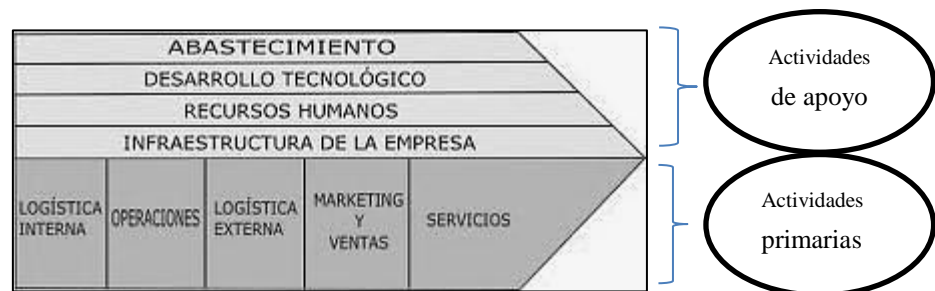 ABASTECIMIENTO
DESARROLLO TECNOLÓGICO
RECURSOS HUMANOS
INFRAESTRUCTURA DE LA EMPRESA
LOGÍSTICA
INTERNA
OPERACIONES
LOGÍSTICA
EXTERNA
MARKETING
Y
VENTAS
SERVICIOS
Actividades
de apoyo
Actividades
primarias